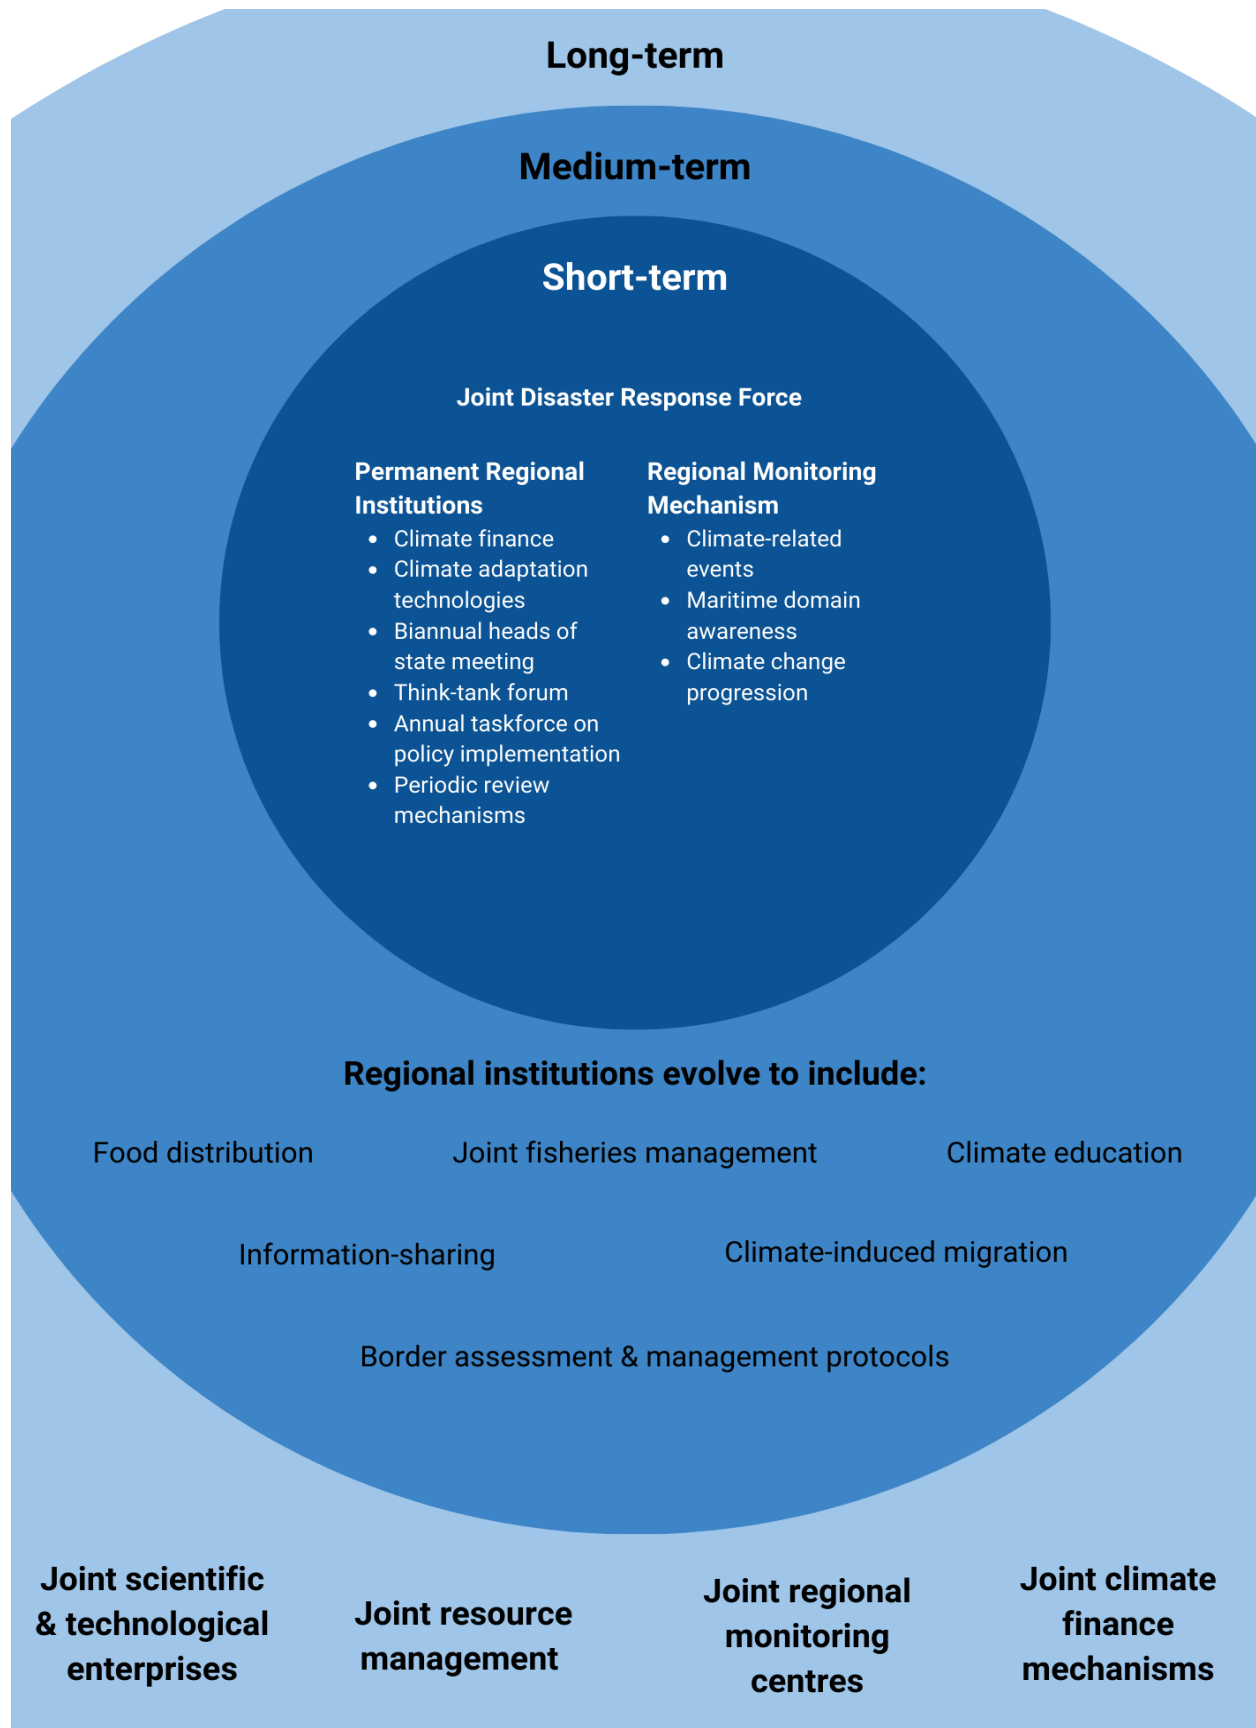 Long-term
Medium-term
Short-term
Joint Disaster Response Force
Permanent Regional
Institutions
• Climate finance
• Climate adaptation
technologies
• Biannual heads of
state meeting
• Think-tank forum
• Annual taskforce on
policy implementation
• Periodic review
mechanisms
Regional Monitoring
Mechanism
• Climate-related
events
• Maritime domain
awareness
• Climate change
progression
Regional institutions evolve to include:
Food distribution
Joint fisheries management
Climate education
Information-sharing
Climate-induced migration
Border assessment & management protocols
Joint scientific
& technological
enterprises
Joint resource
management
Joint regional
monitoring
centres
Joint climate
finance
mechanisms